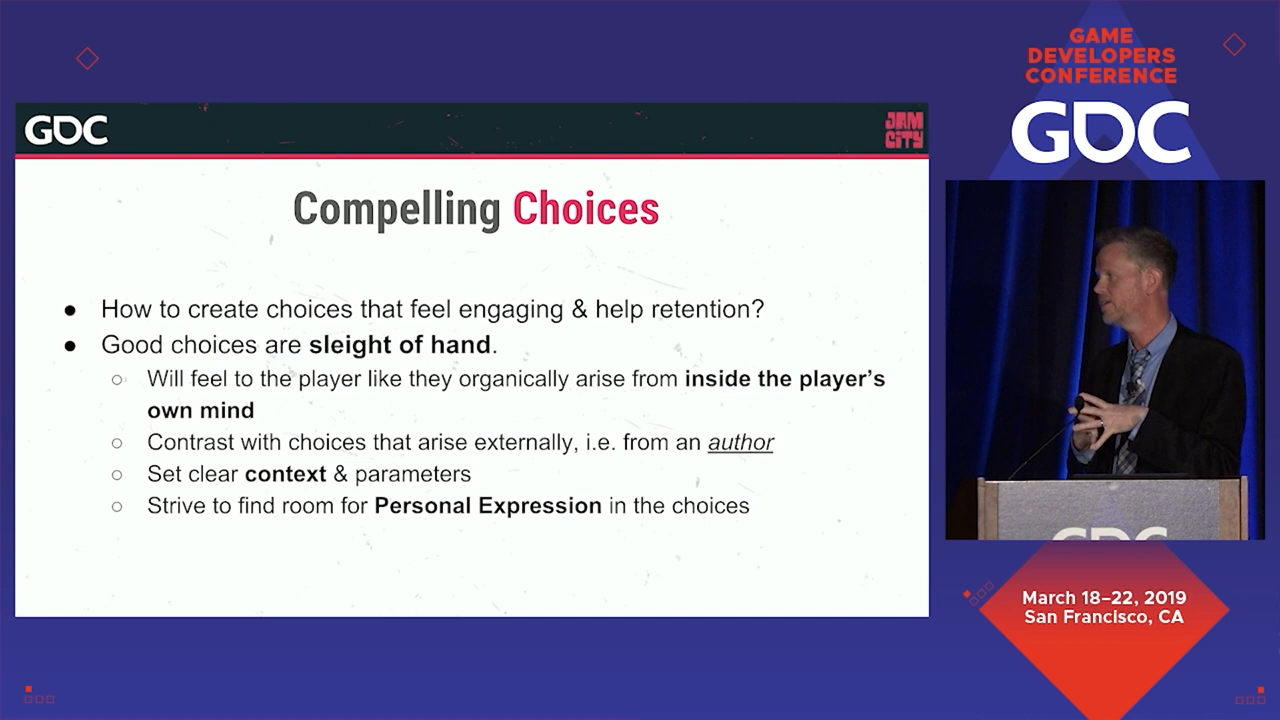 GAME
DEVELOPERS
CONFERENCE
GDC
GDC
JAM
CITY
Compelling Choices
● How to create choices that feel engaging & help retention?
● Good choices are sleight of hand.
○ Will feel to the player like they organically arise from inside the player's
own mind
○ Contrast with choices that arise externally, i.e. from an author
○ Set clear context & parameters
○ Strive to find room for Personal Expression in the choices
GDC
March 18–22, 2019
San Francisco, CA